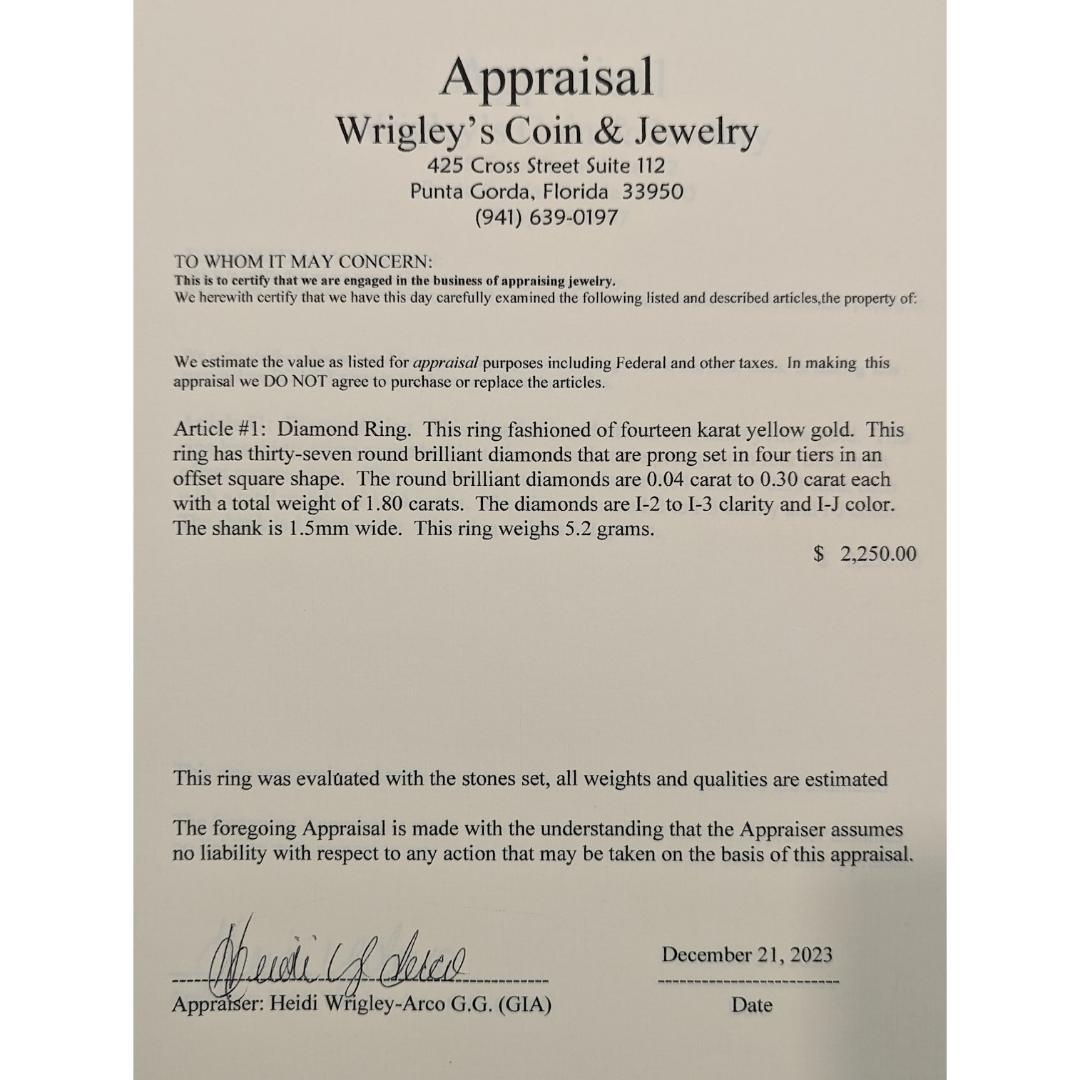 Appraisal
Wrigley's Coin & Jewelry
425 Cross Street Suite 112
Punta Gorda, Florida 33950
(941) 639-0197
TO WHOM IT MAY CONCERN:
This is to certify that we are engaged in the business of appraising jewelry.
We herewith certify that we have this day carefully examined the following listed and described articles,the property of:
We estimate the value as listed for appraisal purposes including Federal and other taxes. In making this
appraisal we DO NOT agree to purchase or replace the articles.
Article #1: Diamond Ring. This ring fashioned of fourteen karat yellow gold. This
ring has thirty-seven round brilliant diamonds that are prong set in four tiers in an
offset square shape. The round brilliant diamonds are 0.04 carat to 0.30 carat each
with a total weight of 1.80 carats. The diamonds are I-2 to I-3 clarity and I-J color.
The shank is 1.5mm wide. This ring weighs 5.2 grams.
$ 2,250.00
This ring was evaluated with the stones set, all weights and qualities are estimated
The foregoing Appraisal is made with the understanding that the Appraiser assumes
no liability with respect to any action that may be taken on the basis of this appraisal.
December 21, 2023
Appraiser: Heidi Wrigley-Arco G.G. (GIA)
Date